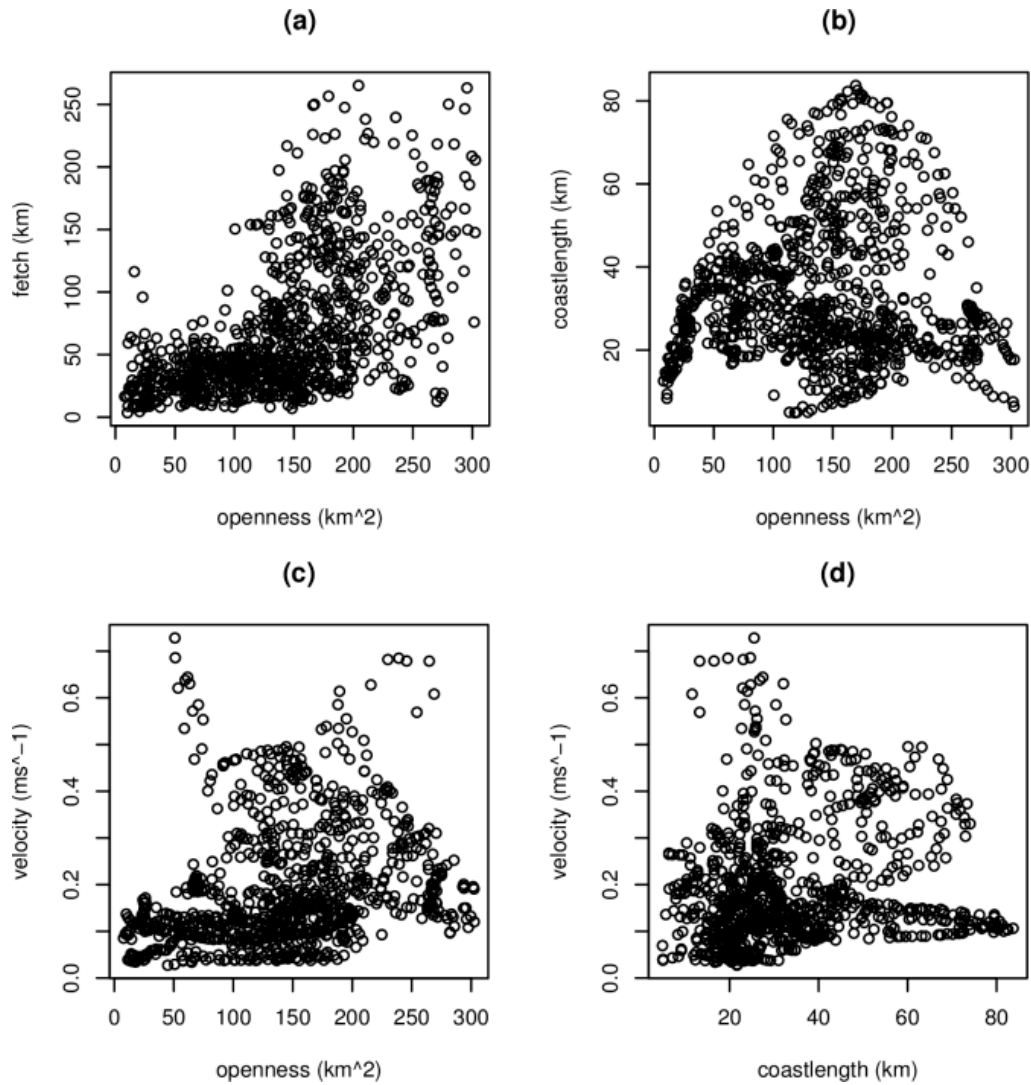 (a)
250
200
150
100
50
0
fetch (km)
0 50 100 150 200 250 300
openness (km^2)
(b)
80
60
40
20
coastlength (km)
0 50 100 150 200 250 300
openness (km^2)
(c)
0.6
0.4
0.2
0.0
velocity (ms^-1)
0 50 100 150 200 250 300
openness (km^2)
(d)
0.6
0.4
0.2
0.0
velocity (ms^-1)
20 40 60 80
coastlength (km)